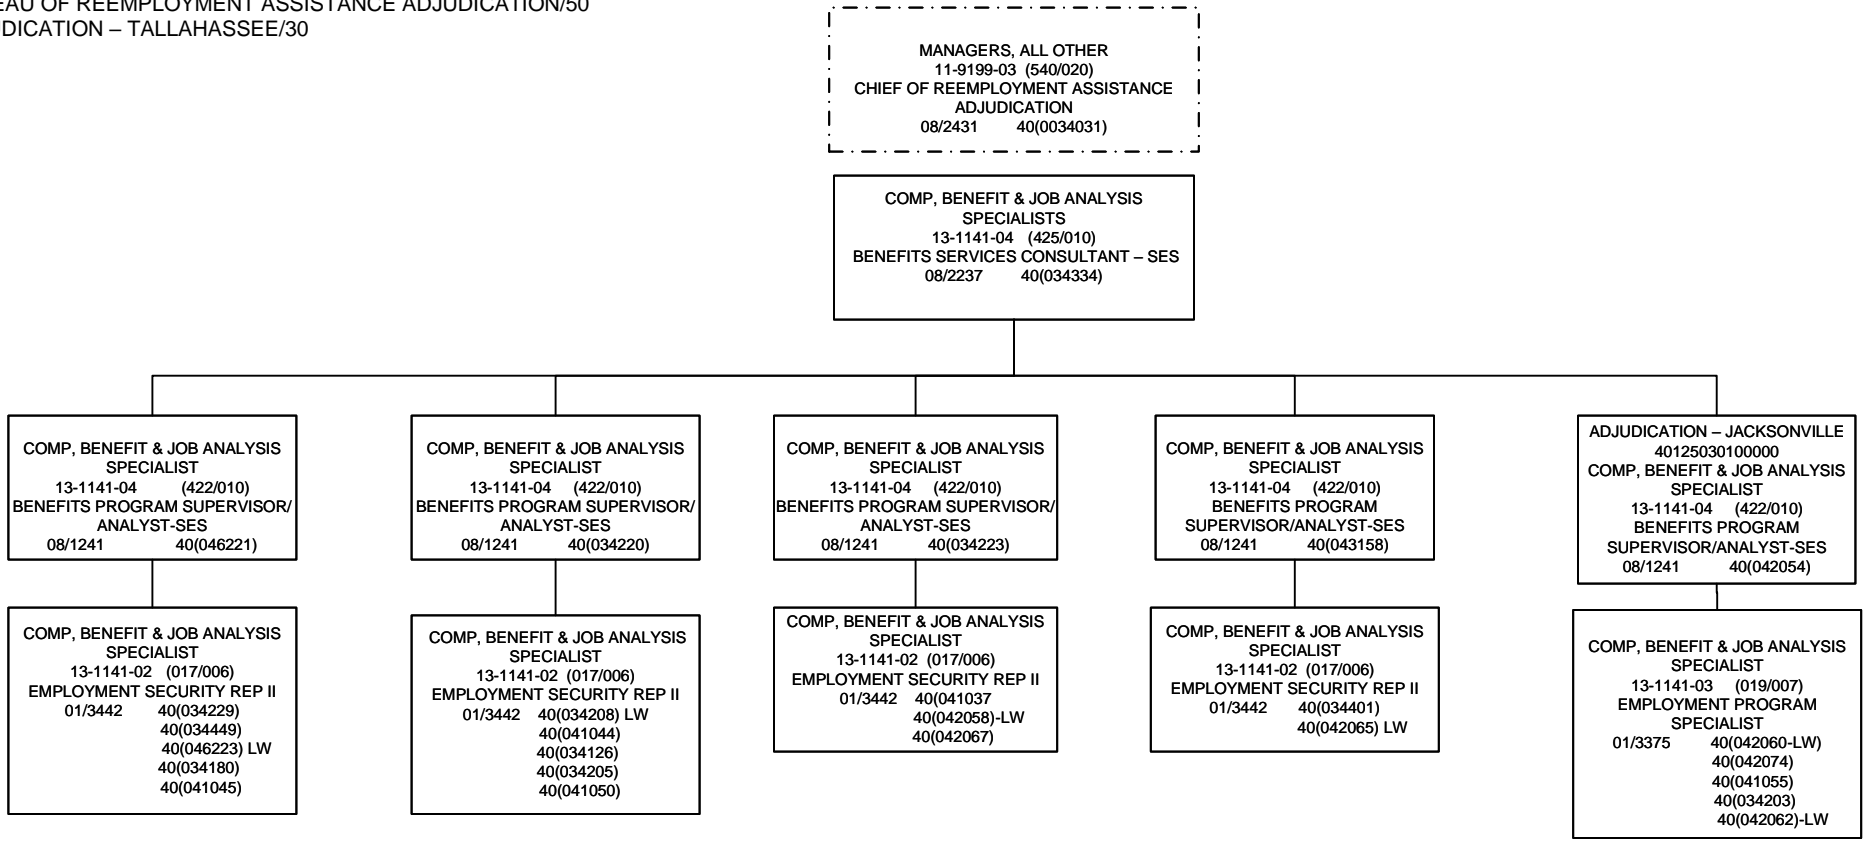 OF REEMPLOYMENT ASSISTANCE ADJUDICATION/50
– TALLAHASSEE/30
MANAGERS, ALL OTHER
11-9199-03 (540/020)
CHIEF OF REEMPLOYMENT ASSISTANCE
ADJUDICATION
08/2431 40(0034031)
COMP, BENEFIT & JOB ANALYSIS
SPECIALISTS
13-1141-04 (425/010)
BENEFITS SERVICES CONSULTANT – SES
08/2237 40(034334)
COMP, BENEFIT & JOB ANALYSIS
SPECIALIST
13-1141-04 (422/010)
BENEFITS PROGRAM SUPERVISOR/
ANALYST-SES
08/1241 40(046221)
COMP, BENEFIT & JOB ANALYSIS
SPECIALIST
13-1141-04 (422/010)
BENEFITS PROGRAM SUPERVISOR/
ANALYST-SES
08/1241 40(034220)
COMP, BENEFIT & JOB ANALYSIS
SPECIALIST
13-1141-04 (422/010)
BENEFITS PROGRAM SUPERVISOR/
ANALYST-SES
08/1241 40(034223)
COMP, BENEFIT & JOB ANALYSIS
SPECIALIST
13-1141-04 (422/010)
BENEFITS PROGRAM
SUPERVISOR/ANALYST-SES
08/1241 40(043158)
ADJUDICATION – JACKSONVILLE
40125030100000
COMP, BENEFIT & JOB ANALYSIS
SPECIALIST
13-1141-04 (422/010)
BENEFITS PROGRAM
SUPERVISOR/ANALYST-SES
08/1241 40(042054)
COMP, BENEFIT & JOB ANALYSIS
SPECIALIST
13-1141-02 (017/006)
EMPLOYMENT SECURITY REP II
01/3442 40(034229)
40(034449)
40(046223) LW
40(034180)
40(041045)
COMP, BENEFIT & JOB ANALYSIS
SPECIALIST
13-1141-02 (017/006)
EMPLOYMENT SECURITY REP II
01/3442 40(034208) LW
40(041044)
40(034126)
40(034205)
40(041050)
COMP, BENEFIT & JOB ANALYSIS
SPECIALIST
13-1141-02 (017/006)
EMPLOYMENT SECURITY REP II
01/3442 40(041037
40(042058)-LW
40(042067)
COMP, BENEFIT & JOB ANALYSIS
SPECIALIST
13-1141-02 (017/006)
EMPLOYMENT SECURITY REP II
01/3442 40(034401)
40(042065) LW
COMP, BENEFIT & JOB ANALYSIS
SPECIALIST
13-1141-03 (019/007)
EMPLOYMENT PROGRAM
SPECIALIST
01/3375 40(042060-LW)
40(042074)
40(041055)
40(034203)
40(042062)-LW